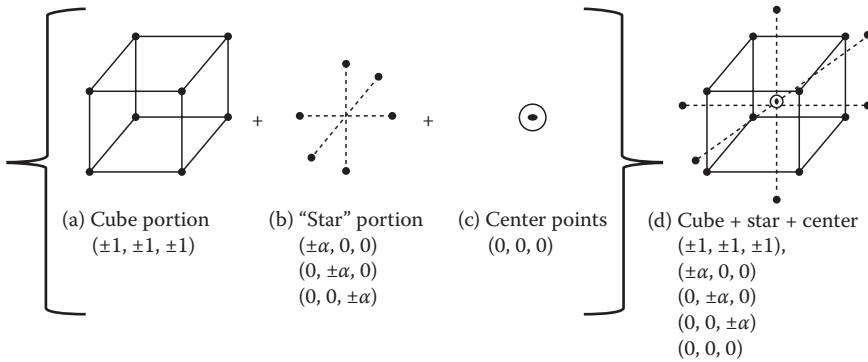 + +
(a) Cube portion
(±1, ±1, ±1)
(b) “Star” portion
(±α, 0, 0)
(0, ±α, 0)
(0, 0, ±α)
(c) Center points
(0, 0, 0)
(d) Cube + star + center
(±1, ±1, ±1),
(±α, 0, 0)
(0, ±α, 0)
(0, 0, ±α)
(0, 0, 0)